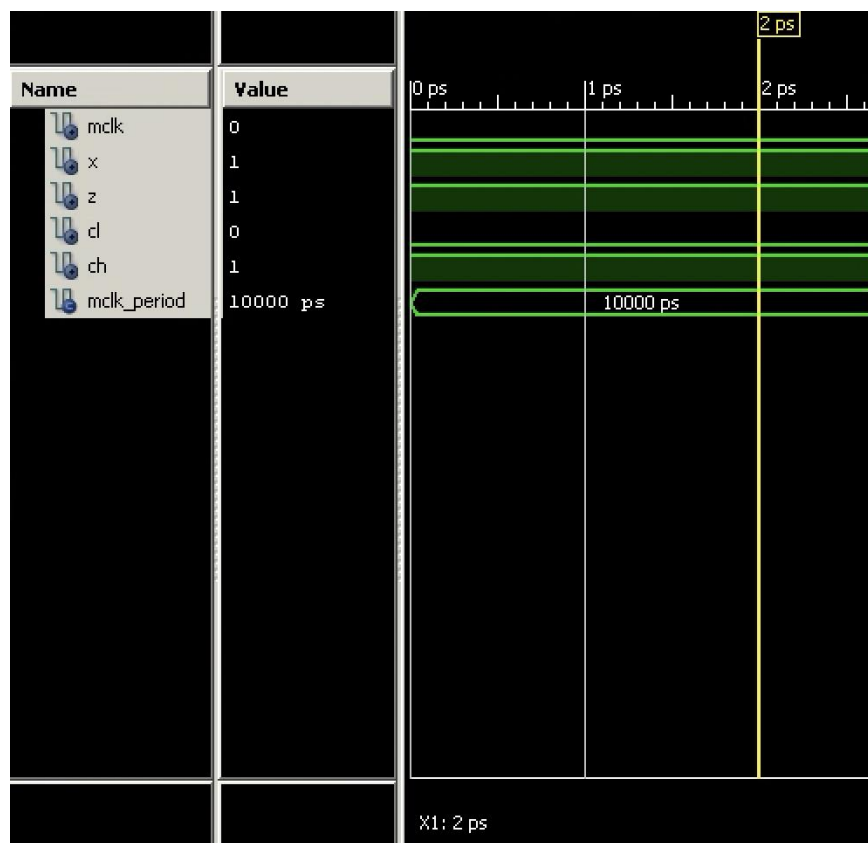 2 ps
Name Value 0 ps 1 ps 2 ps
mclk 0
x 1
z 1
cl 0
ch 1
mclk_period 10000 ps 10000 ps
X1: 2 ps